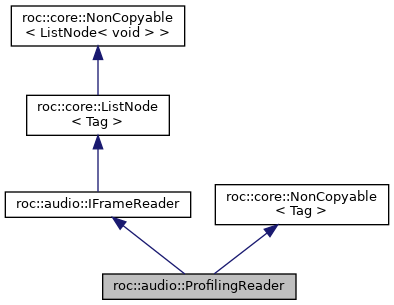 roc::core::NonCopyable
< ListNode< void > >
roc::core::ListNode
< Tag >
roc::audio::IFrameReader
roc::core::NonCopyable
< Tag >
roc::audio::ProfilingReader